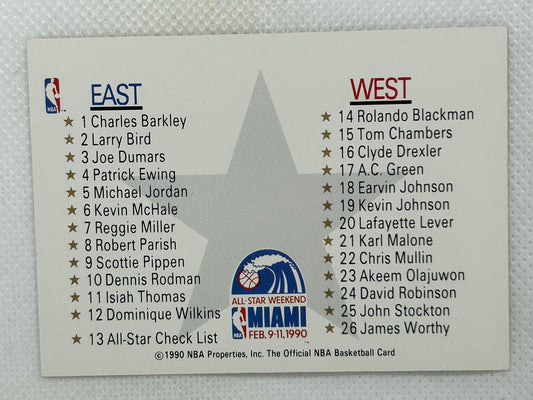 NBA
EAST
★ 1 Charles Barkley
★ 2 Larry Bird
★ 3 Joe Dumars
★ 4 Patrick Ewing
★ 5 Michael Jordan
★ 6 Kevin McHale
★ 7 Reggie Miller
★ 8 Robert Parish
★ 9 Scottie Pippen
★ 10 Dennis Rodman
★ 11 Isiah Thomas
★ 12 Dominique Wilkins
★ 13 All-Star Check List
WEST
★ 14 Rolando Blackman
★ 15 Tom Chambers
★ 16 Clyde Drexler
★ 17 A.C. Green
★ 18 Earvin Johnson
★ 19 Kevin Johnson
★ 20 Lafayette Lever
★ 21 Karl Malone
★ 22 Chris Mullin
★ 23 Akeem Olajuwon
★ 24 David Robinson
★ 25 John Stockton
★ 26 James Worthy
ALL-STAR WEEKEND
NBA
MIAMI
FEB. 9-11, 1990
©1990 NBA Properties, Inc. The Official NBA Basketball Card